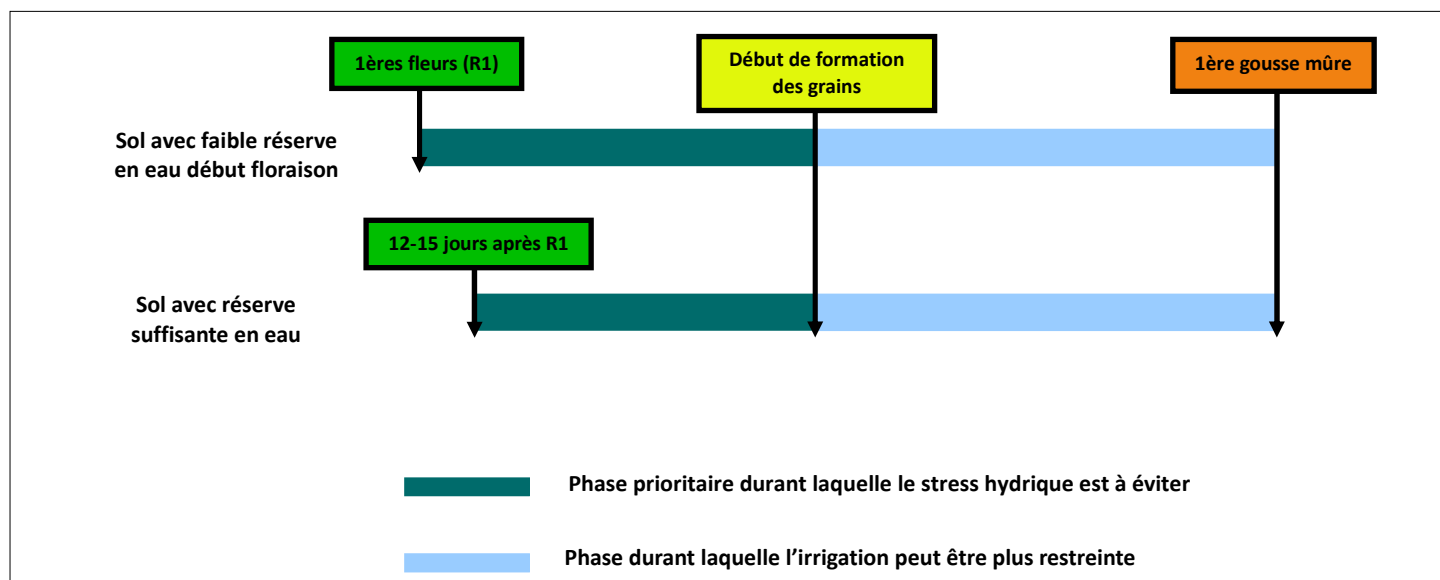 1ères fleurs (R1)
Début de formation
des grains
1ère gousse mûre
Sol avec faible réserve
en eau début floraison
12-15 jours après R1
Sol avec réserve
suffisante en eau
Phase prioritaire durant laquelle le stress hydrique est à éviter
Phase durant laquelle l’irrigation peut être plus restreinte